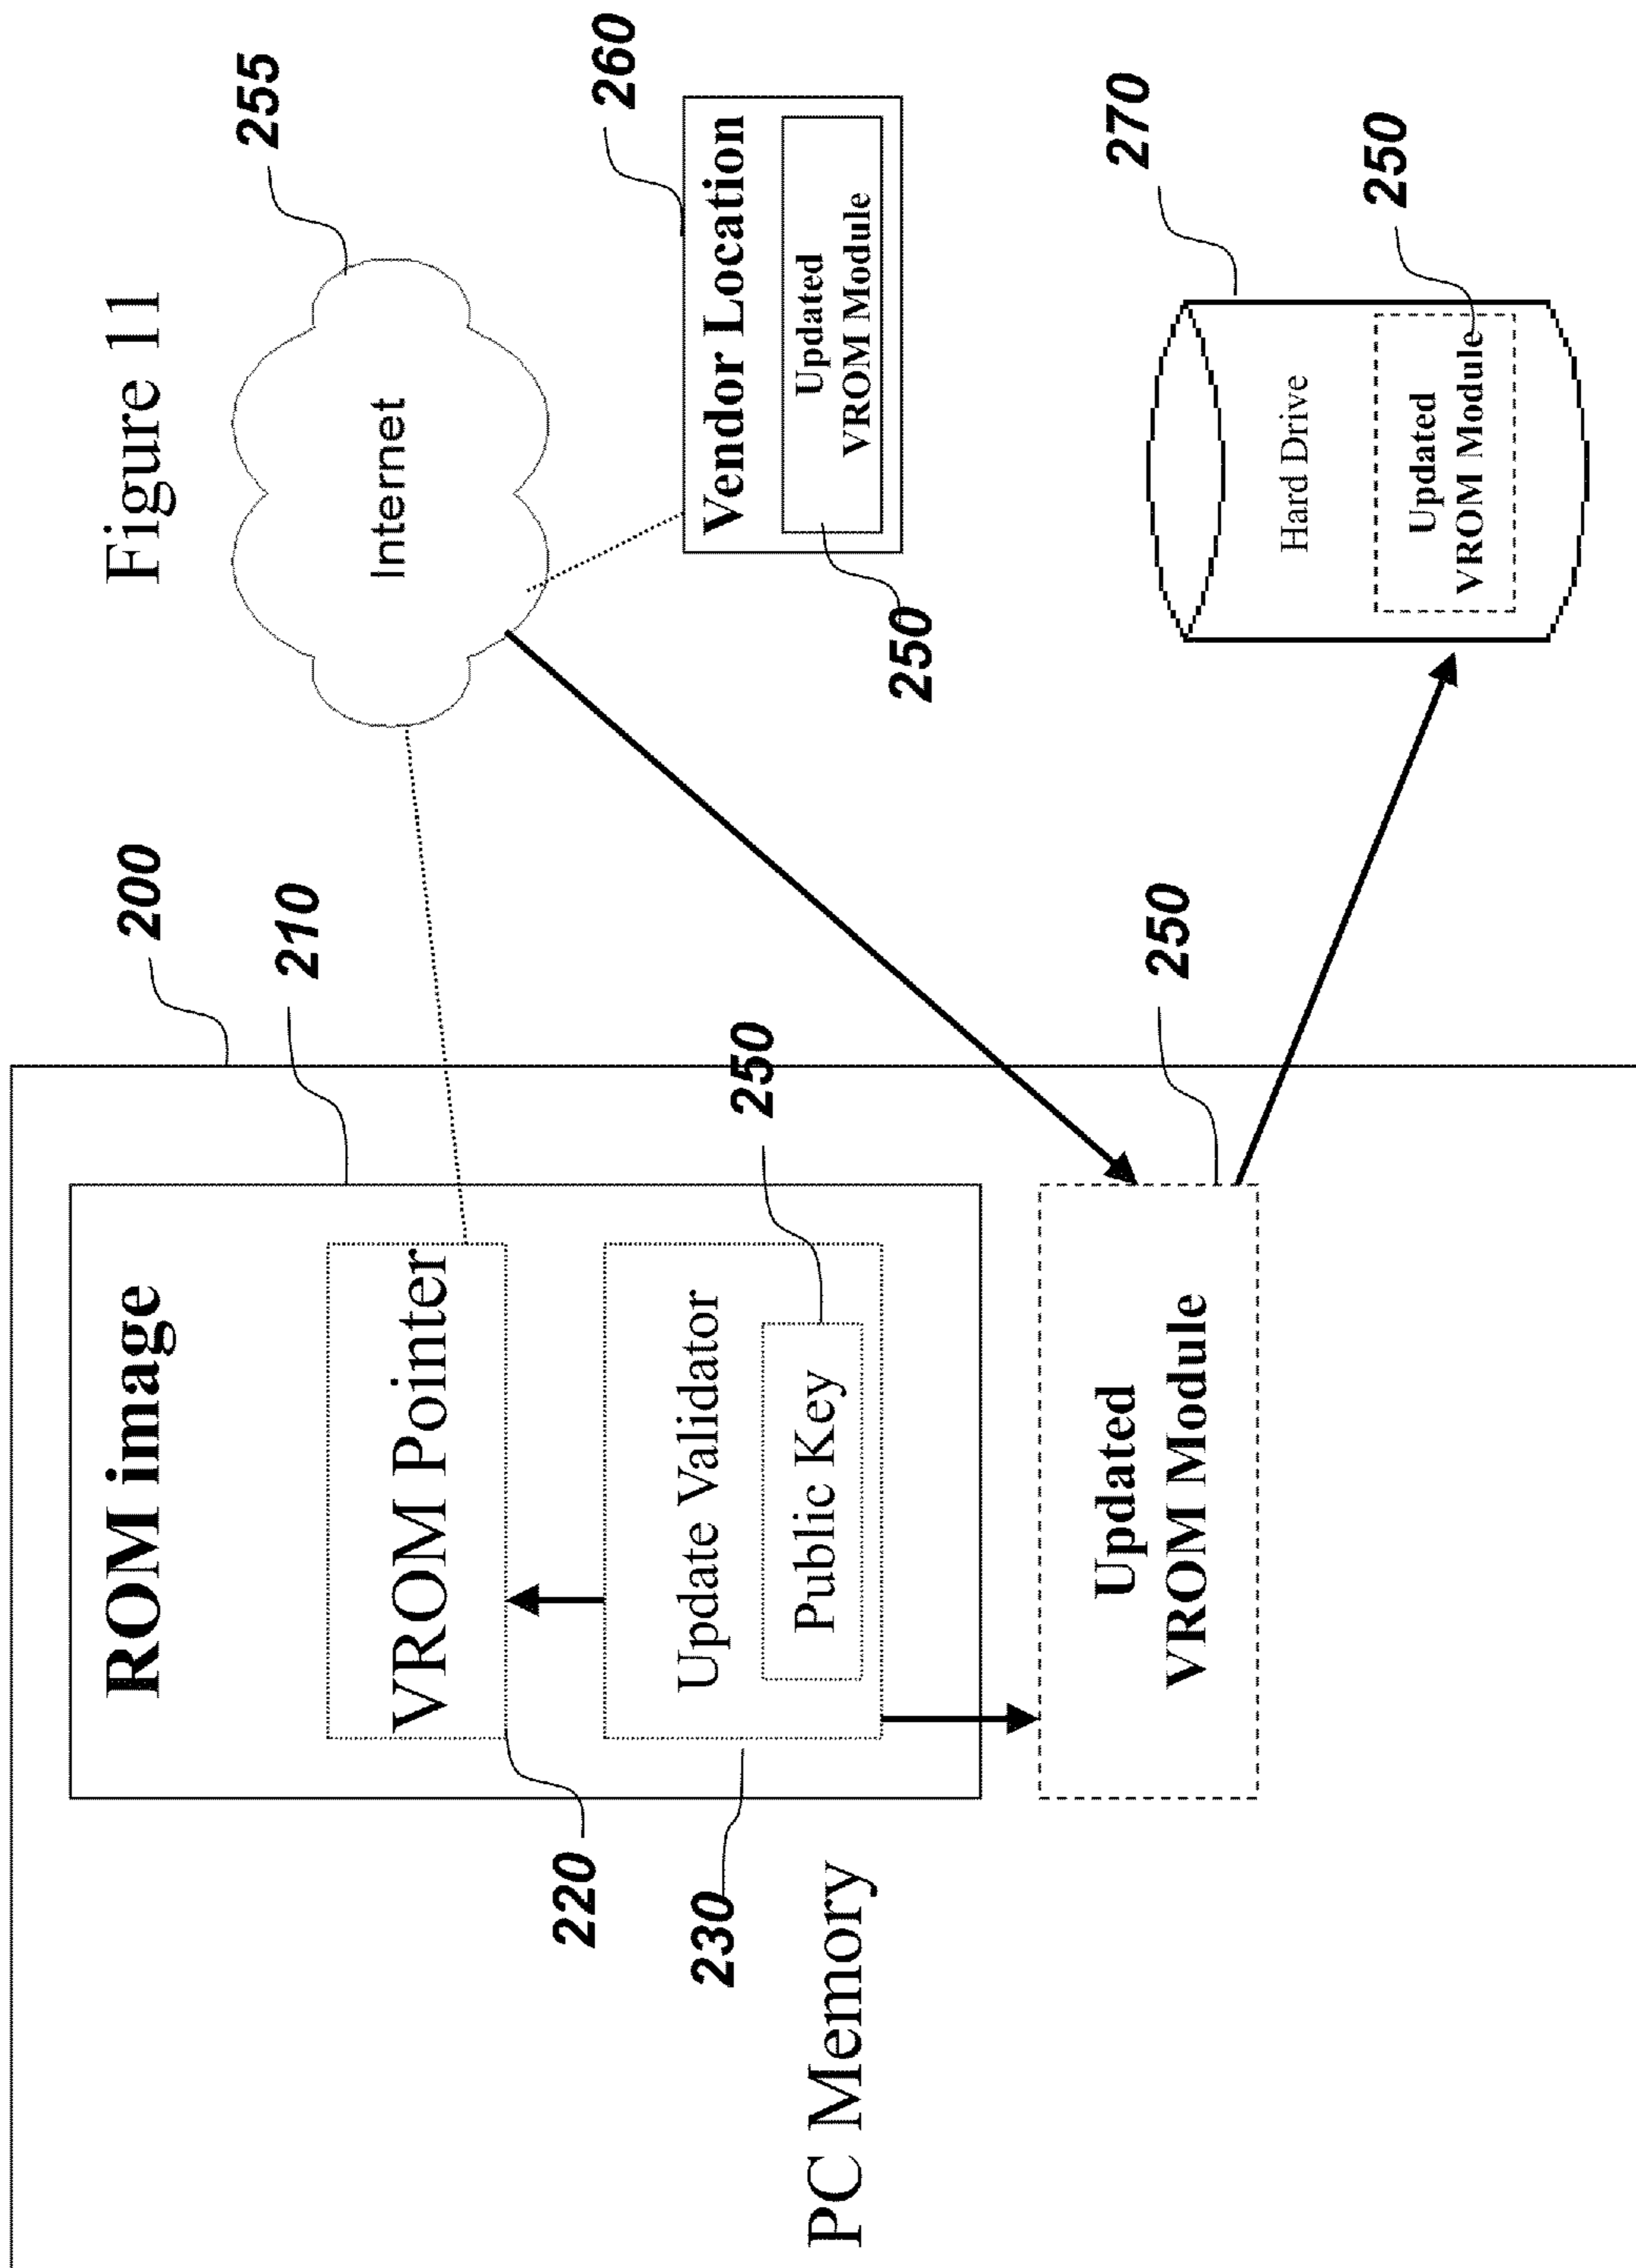 Figure 11
200
ROM image
210
VROM Pointer
220
Update Validator
Public Key
250
230
PC Memory
Updated
VROM Module
250
Internet
255
Vendor Location
260
Updated
VROM Module
250
Hard Drive
270
Updated
VROM Module
250